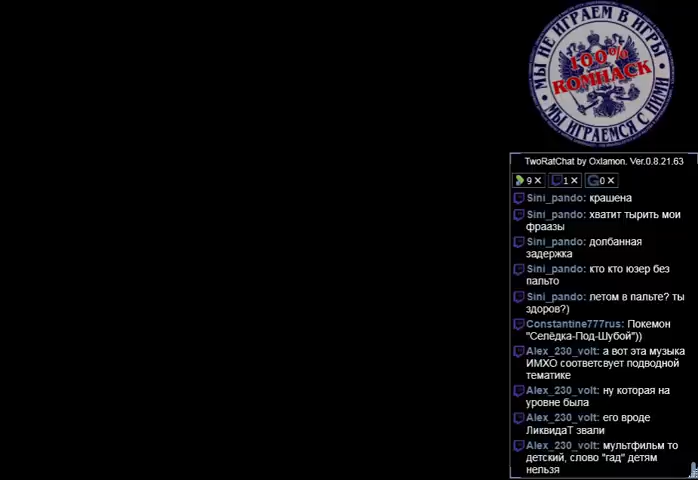 МЫ НЕ ИГРАЕМ В ИГРЫ
100%
ROMHACK
МЫ ИГРАЕМСЯ С НИМИ
TwoRatChat by Oxlamon. Ver.0.8.21.63
9 X 1 X 0 X
Sini_pando: крашена
Sini_pando: хватит тырить мои
фраазы
Sini_pando: долбанная
задержка
Sini_pando: кто кто юзер без
пальто
Sini_pando: летом в пальте? ты
здоров?)
Constantine777rus: Покемон
"Селёдка-Под-Шубой"))
Alex_230_volt: а вот эта музыка
ИМХО соответсвует подводной
тематике
Alex_230_volt: ну которая на
уровне была
Alex_230_volt: его вроде
ЛиквидаТ звали
Alex_230_volt: мультфильм то
детский, слово "гад" детям
нельзя